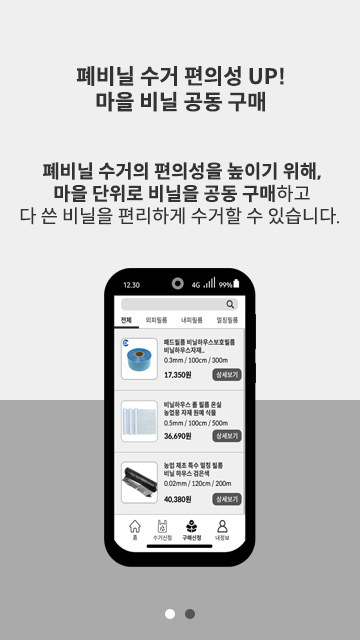 폐비닐 수거 편의성 UP!
마을 비닐 공동 구매
폐비닐 수거의 편의성을 높이기 위해,
마을 단위로 비닐을 공동 구매하고
다 쓴 비닐을 편리하게 수거할 수 있습니다.
12.30 4G 99%
전체 외피필름 내피필름 멀칭필름
패드필름 비닐하우스보호필름
비닐하우스자재..
0.3mm / 100cm / 300m
17,350원 상세보기
비닐하우스 롤 필름 온실
농업용 자재 원예 식물
0.5mm / 100cm / 500m
36,690원 상세보기
농업 제초 특수 멀칭 필름
비닐 하우스 검은색
0.02mm / 120cm / 200m
40,380원 상세보기
홈 수거신청 구매신청 내정보